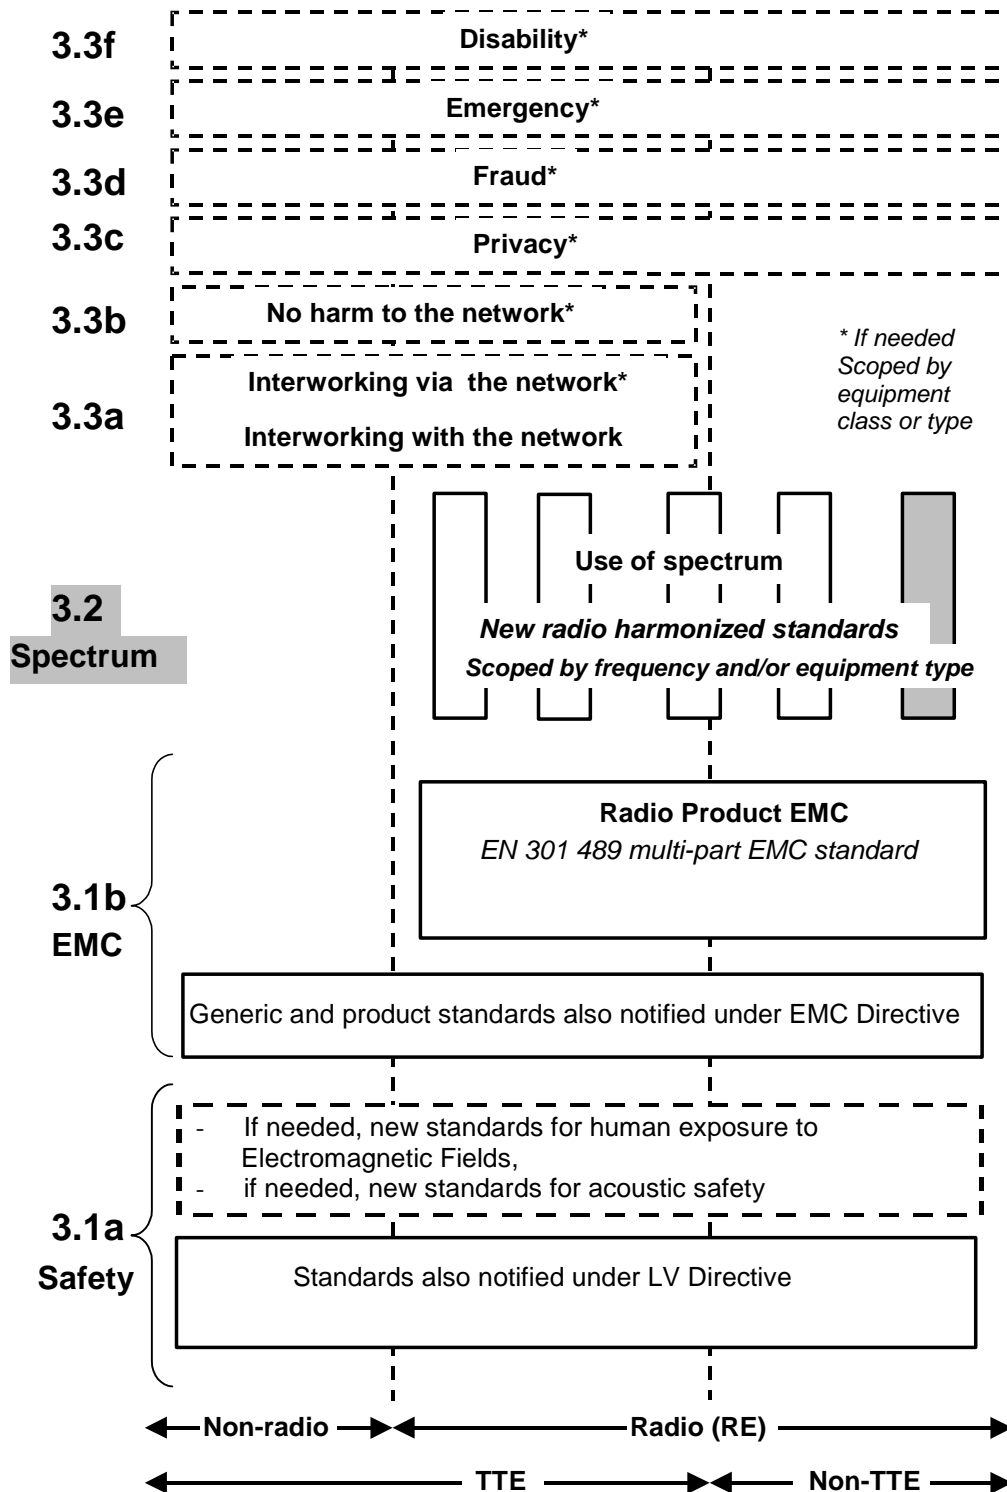 3.3f
Disability*
3.3e
Emergency*
3.3d
Fraud*
3.3c
Privacy*
3.3b
No harm to the network*
3.3a
Interworking via the network*
Interworking with the network
* If needed
Scoped by
equipment
class or type
3.2
Spectrum
Use of spectrum
New radio harmonized standards
Scoped by frequency and/or equipment type
3.1b
EMC
Radio Product EMC
EN 301 489 multi-part EMC standard
Generic and product standards also notified under EMC Directive
3.1a
Safety
- If needed, new standards for human exposure to
Electromagnetic Fields,
- if needed, new standards for acoustic safety
Standards also notified under LV Directive
Non-radio
Radio (RE)
TTE
Non-TTE